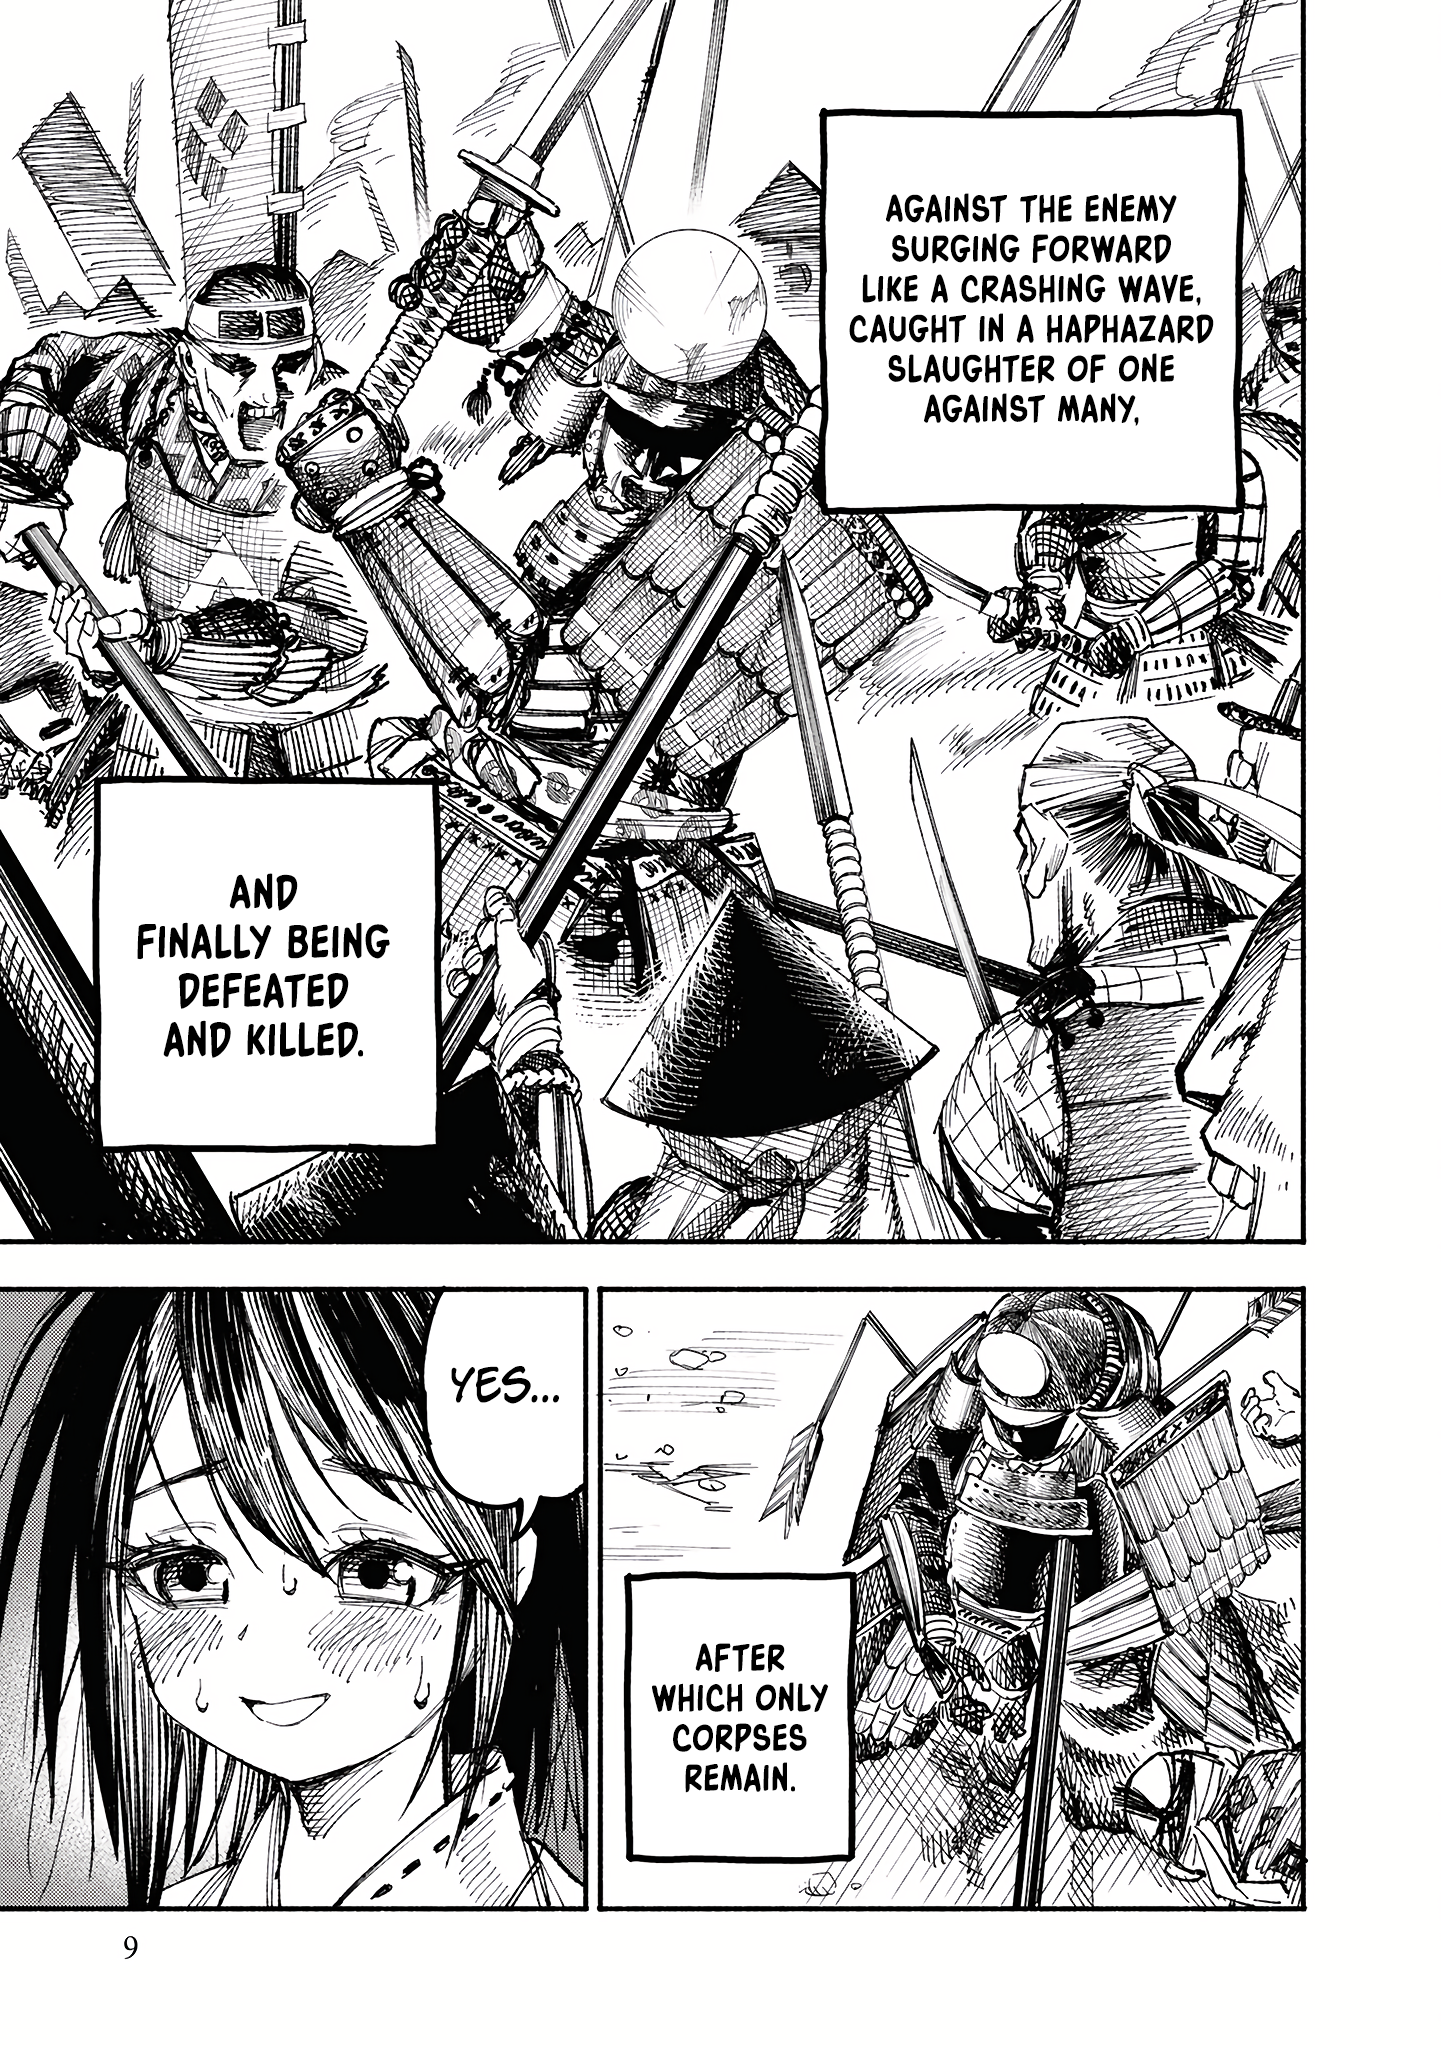 AGAINST THE ENEMY
SURGING FORWARD
LIKE A CRASHING WAVE,
CAUGHT IN A HAPHAZARD
SLAUGHTER OF ONE
AGAINST MANY,
AND
FINALLY BEING
DEFEATED
AND KILLED.
AFTER
WHICH ONLY
CORPSES
REMAIN.
YES...
9